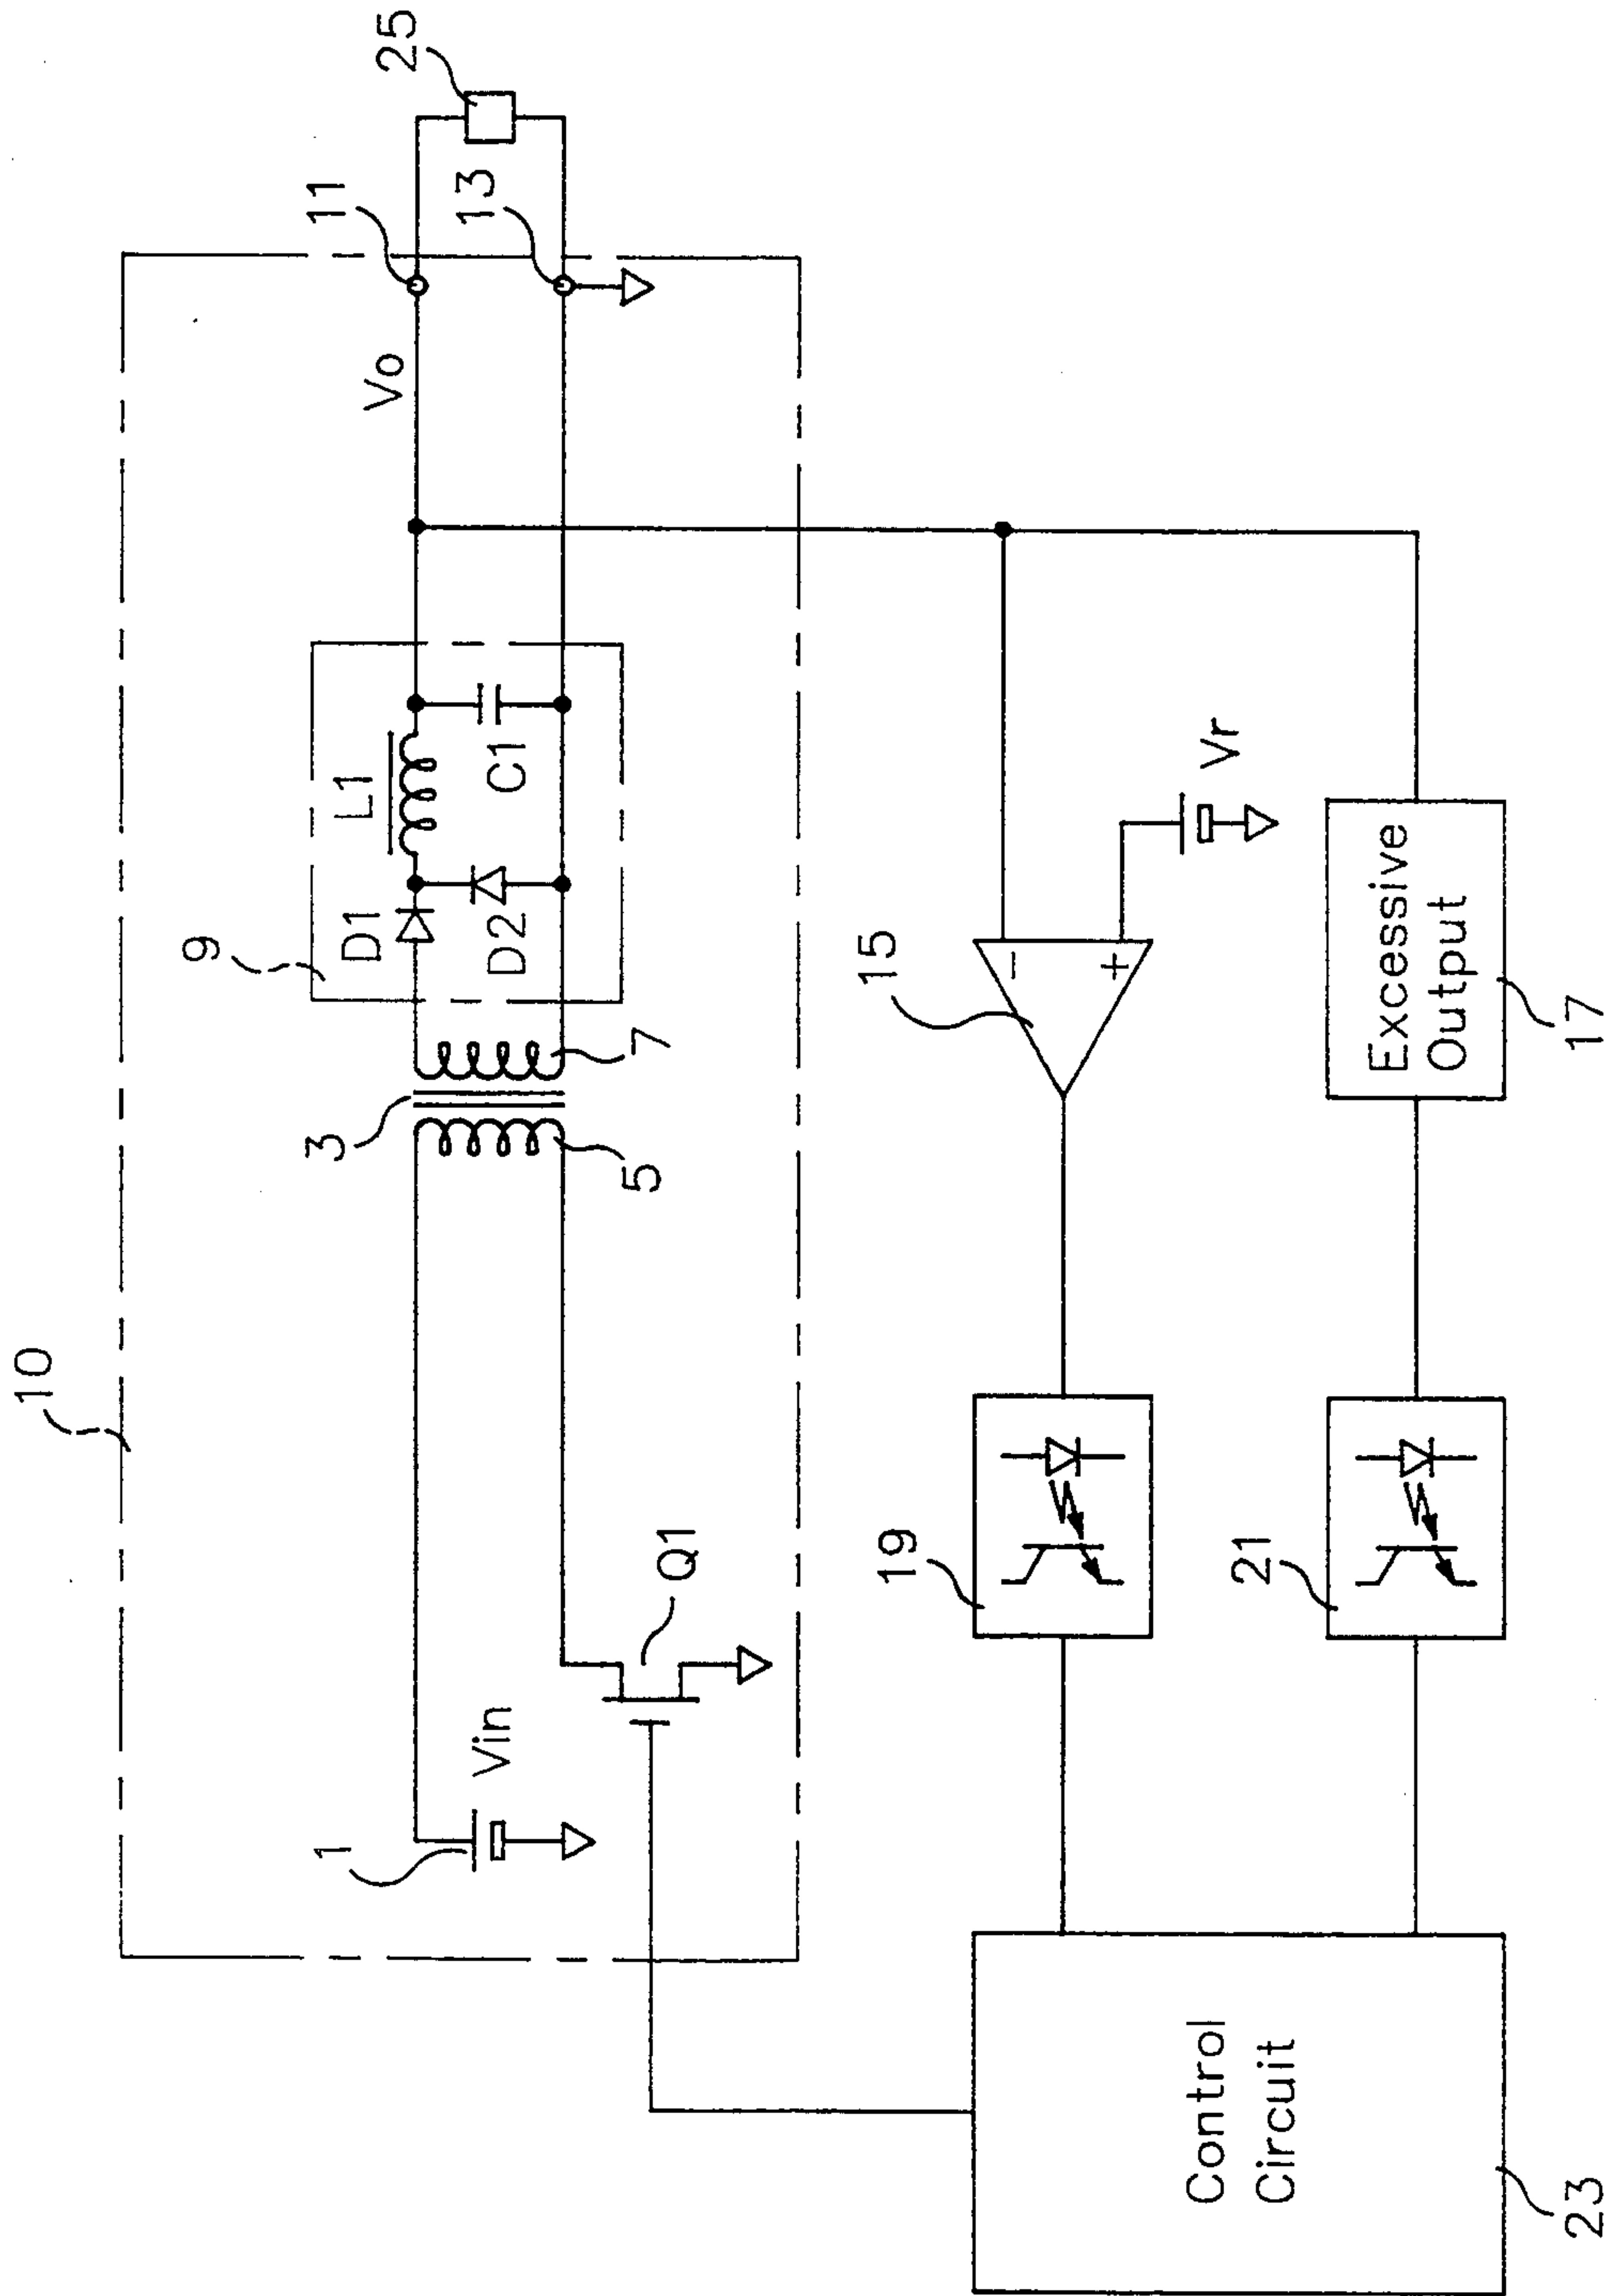 10
9
D1
L1
D2
C1
Vo
11
13
25
3
5
7
1
Vin
Q1
15
−
+
Vr
19
21
Excessive
Output
17
Control
Circuit
23